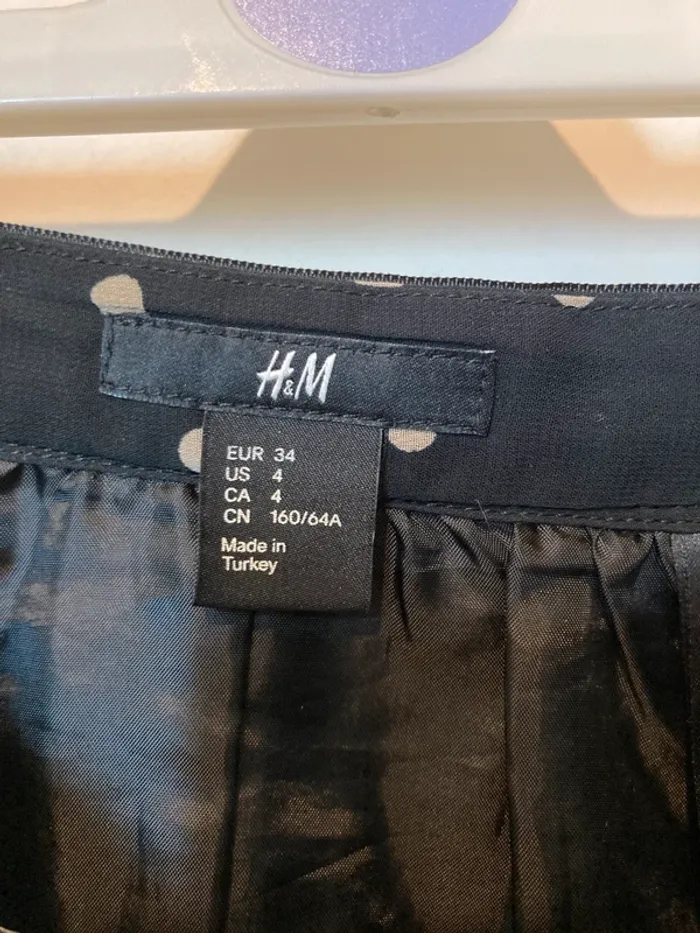 H&M
EUR 34
US 4
CA 4
CN 160/64A
Made in
Turkey